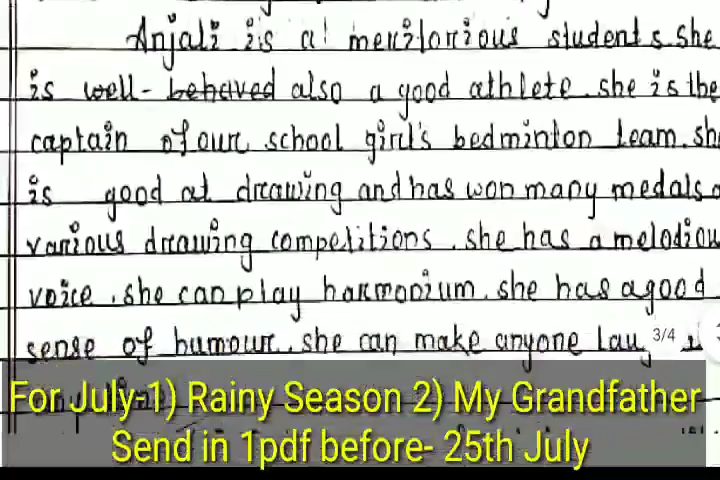 Anjali is a meritorious student. she
is well-behaved also a good athlete. she is the
captain of our school girl's bedminton team. sh
is good at drawing and has won many medals
various drawing competitions. she has a melodiou
voice. she can play harmonium. she has a good
sense of humour. she can make anyone lau 3/4
For July-1) Rainy Season 2) My Grandfather
Send in 1pdf before- 25th July